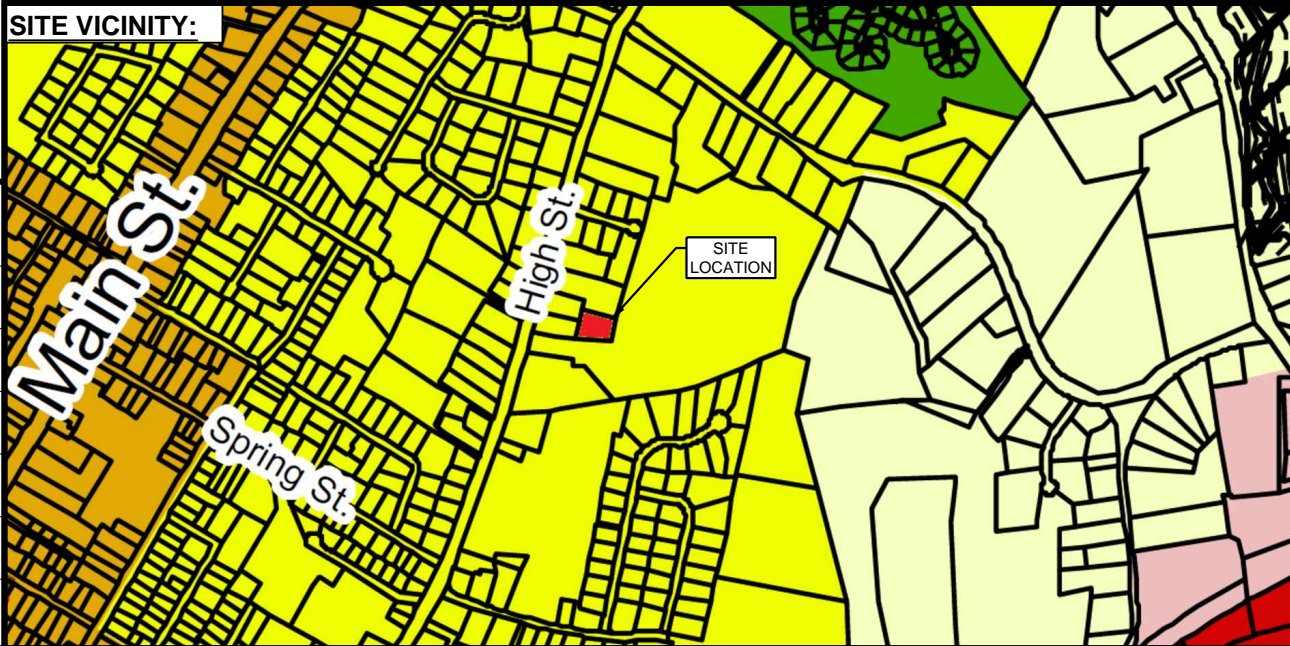 SITE VICINITY:
Main St.
High St.
SITE
LOCATION
Spring St.